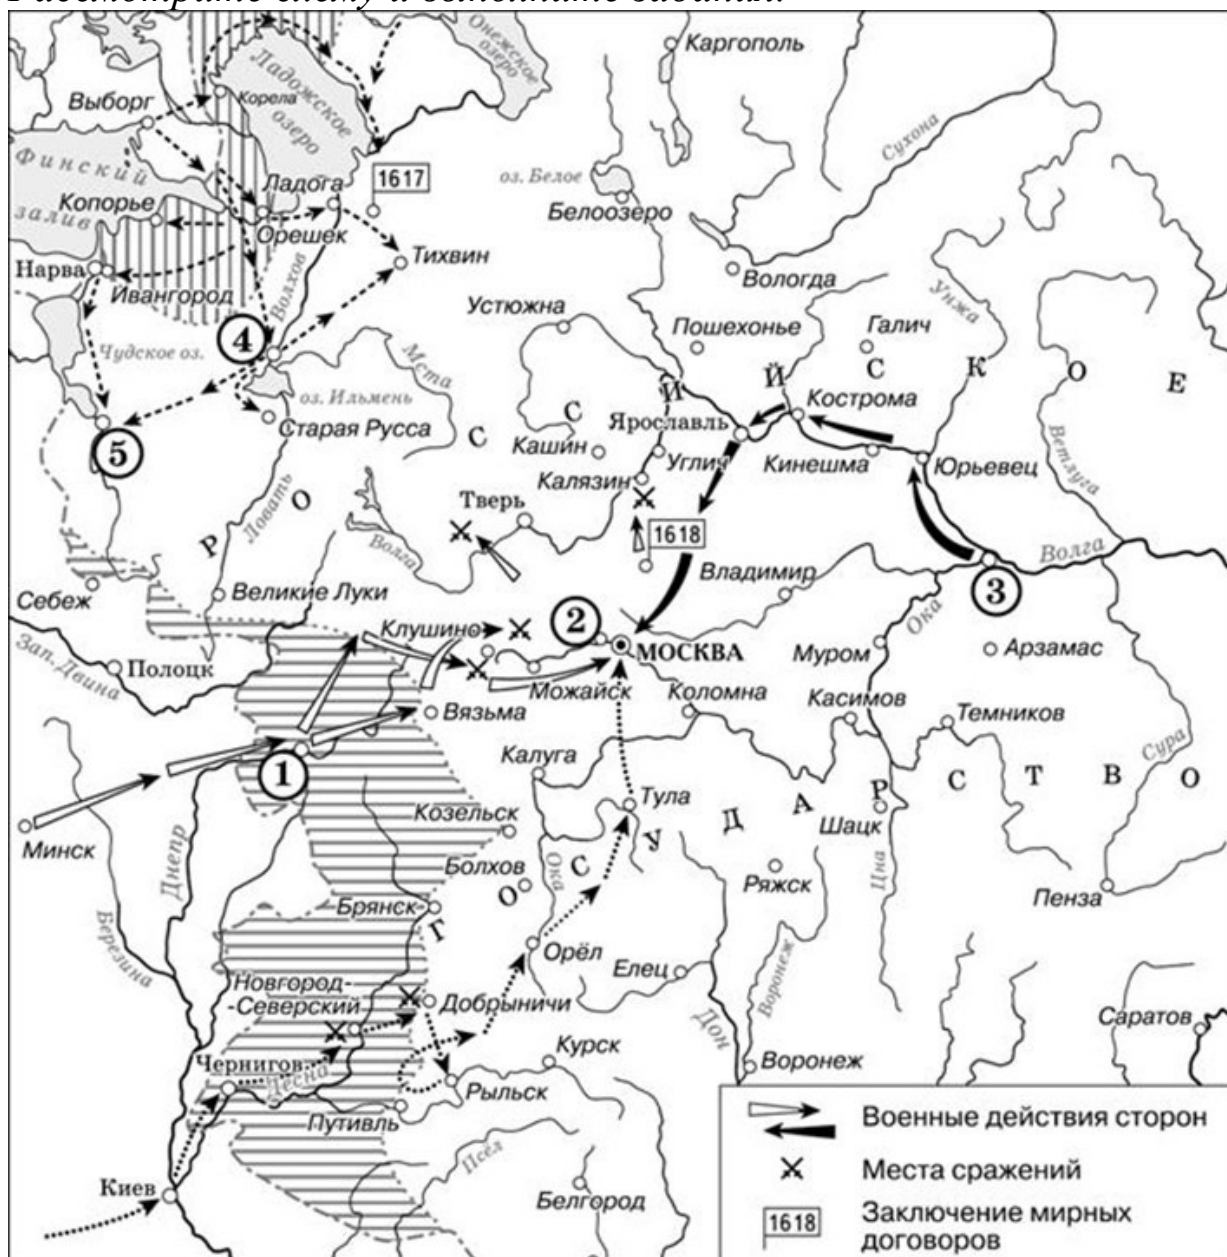 Рассмотрите схему и выполните задания.
Каргополь
Онежское
озеро
Ладожское
озеро
Корела
Выборг
Сухона
Финский
залив
Ладога
1617
оз. Белое
Копорье
Белоозеро
Орешек
Тихвин
Нарва
Ивангород
Волхов
Вологда
Устюжна
Пошехонье
Галич
Унжа
4
Чудское оз.
Мста
оз. Ильмень
Кострома
Старая Русса
Ярославль
5
Кашин
Углич
Кинешма
Юрьевец
Ветлуга
Калязин
Ловать
Тверь
1618
Волга
Волга
Владимир
3
Себеж
Великие Луки
Клушино
2
Ока
МОСКВА
Муром
Арзамас
Зап. Двина
Полоцк
Можайск
Коломна
Касимов
Вязьма
Темников
Сура
1
Калуга
Тула
Минск
Козельск
Шацк
Днепр
Болхов
Ока
Ряжск
Цна
Пенза
Брянск
Березина
Орёл
Елец
Воронеж
Новгород-
-Северский
Добрыничи
Дон
Саратов
Чернигов
Десна
Курск
Воронеж
Рыльск
Путивль
Псёл
Киев
Белгород
Р О С С И Й С К О Е
Г О С У Д А Р С Т В О
Военные действия сторон
Места сражений
1618
Заключение мирных
договоров